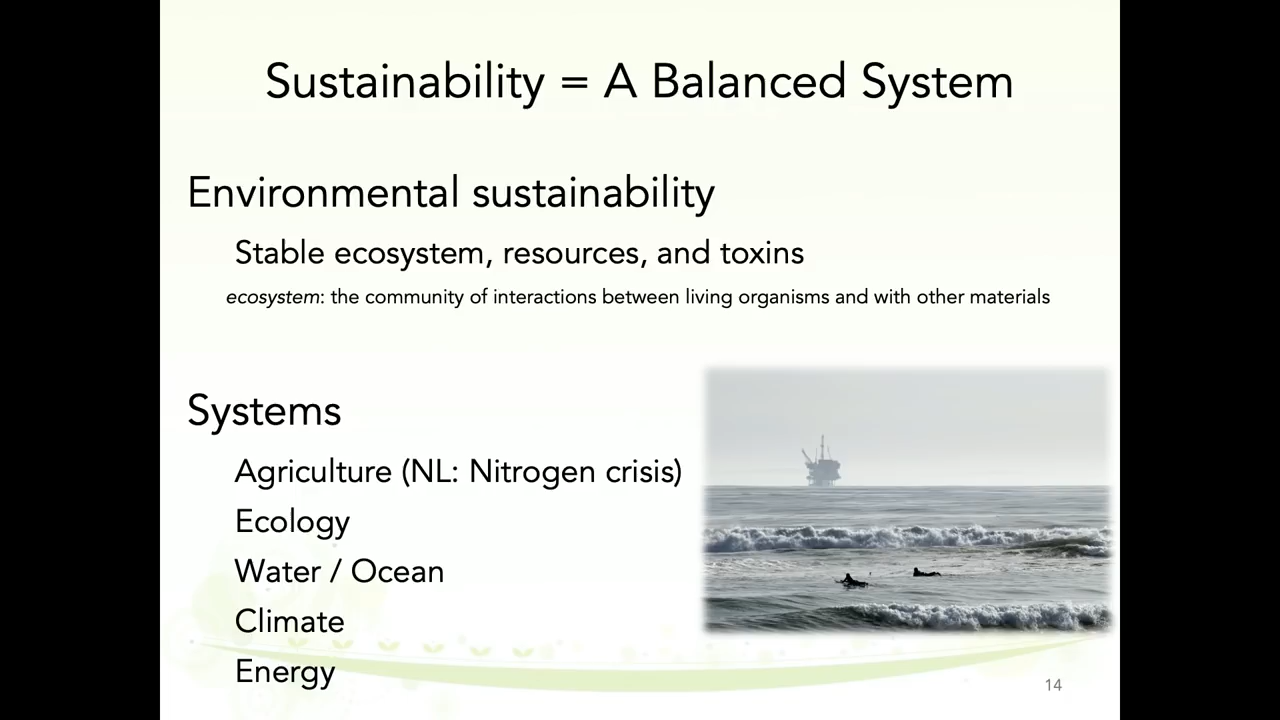 Sustainability = A Balanced System
Environmental sustainability
Stable ecosystem, resources, and toxins
ecosystem: the community of interactions between living organisms and with other materials
Systems
Agriculture (NL: Nitrogen crisis)
Ecology
Water / Ocean
Climate
Energy
14